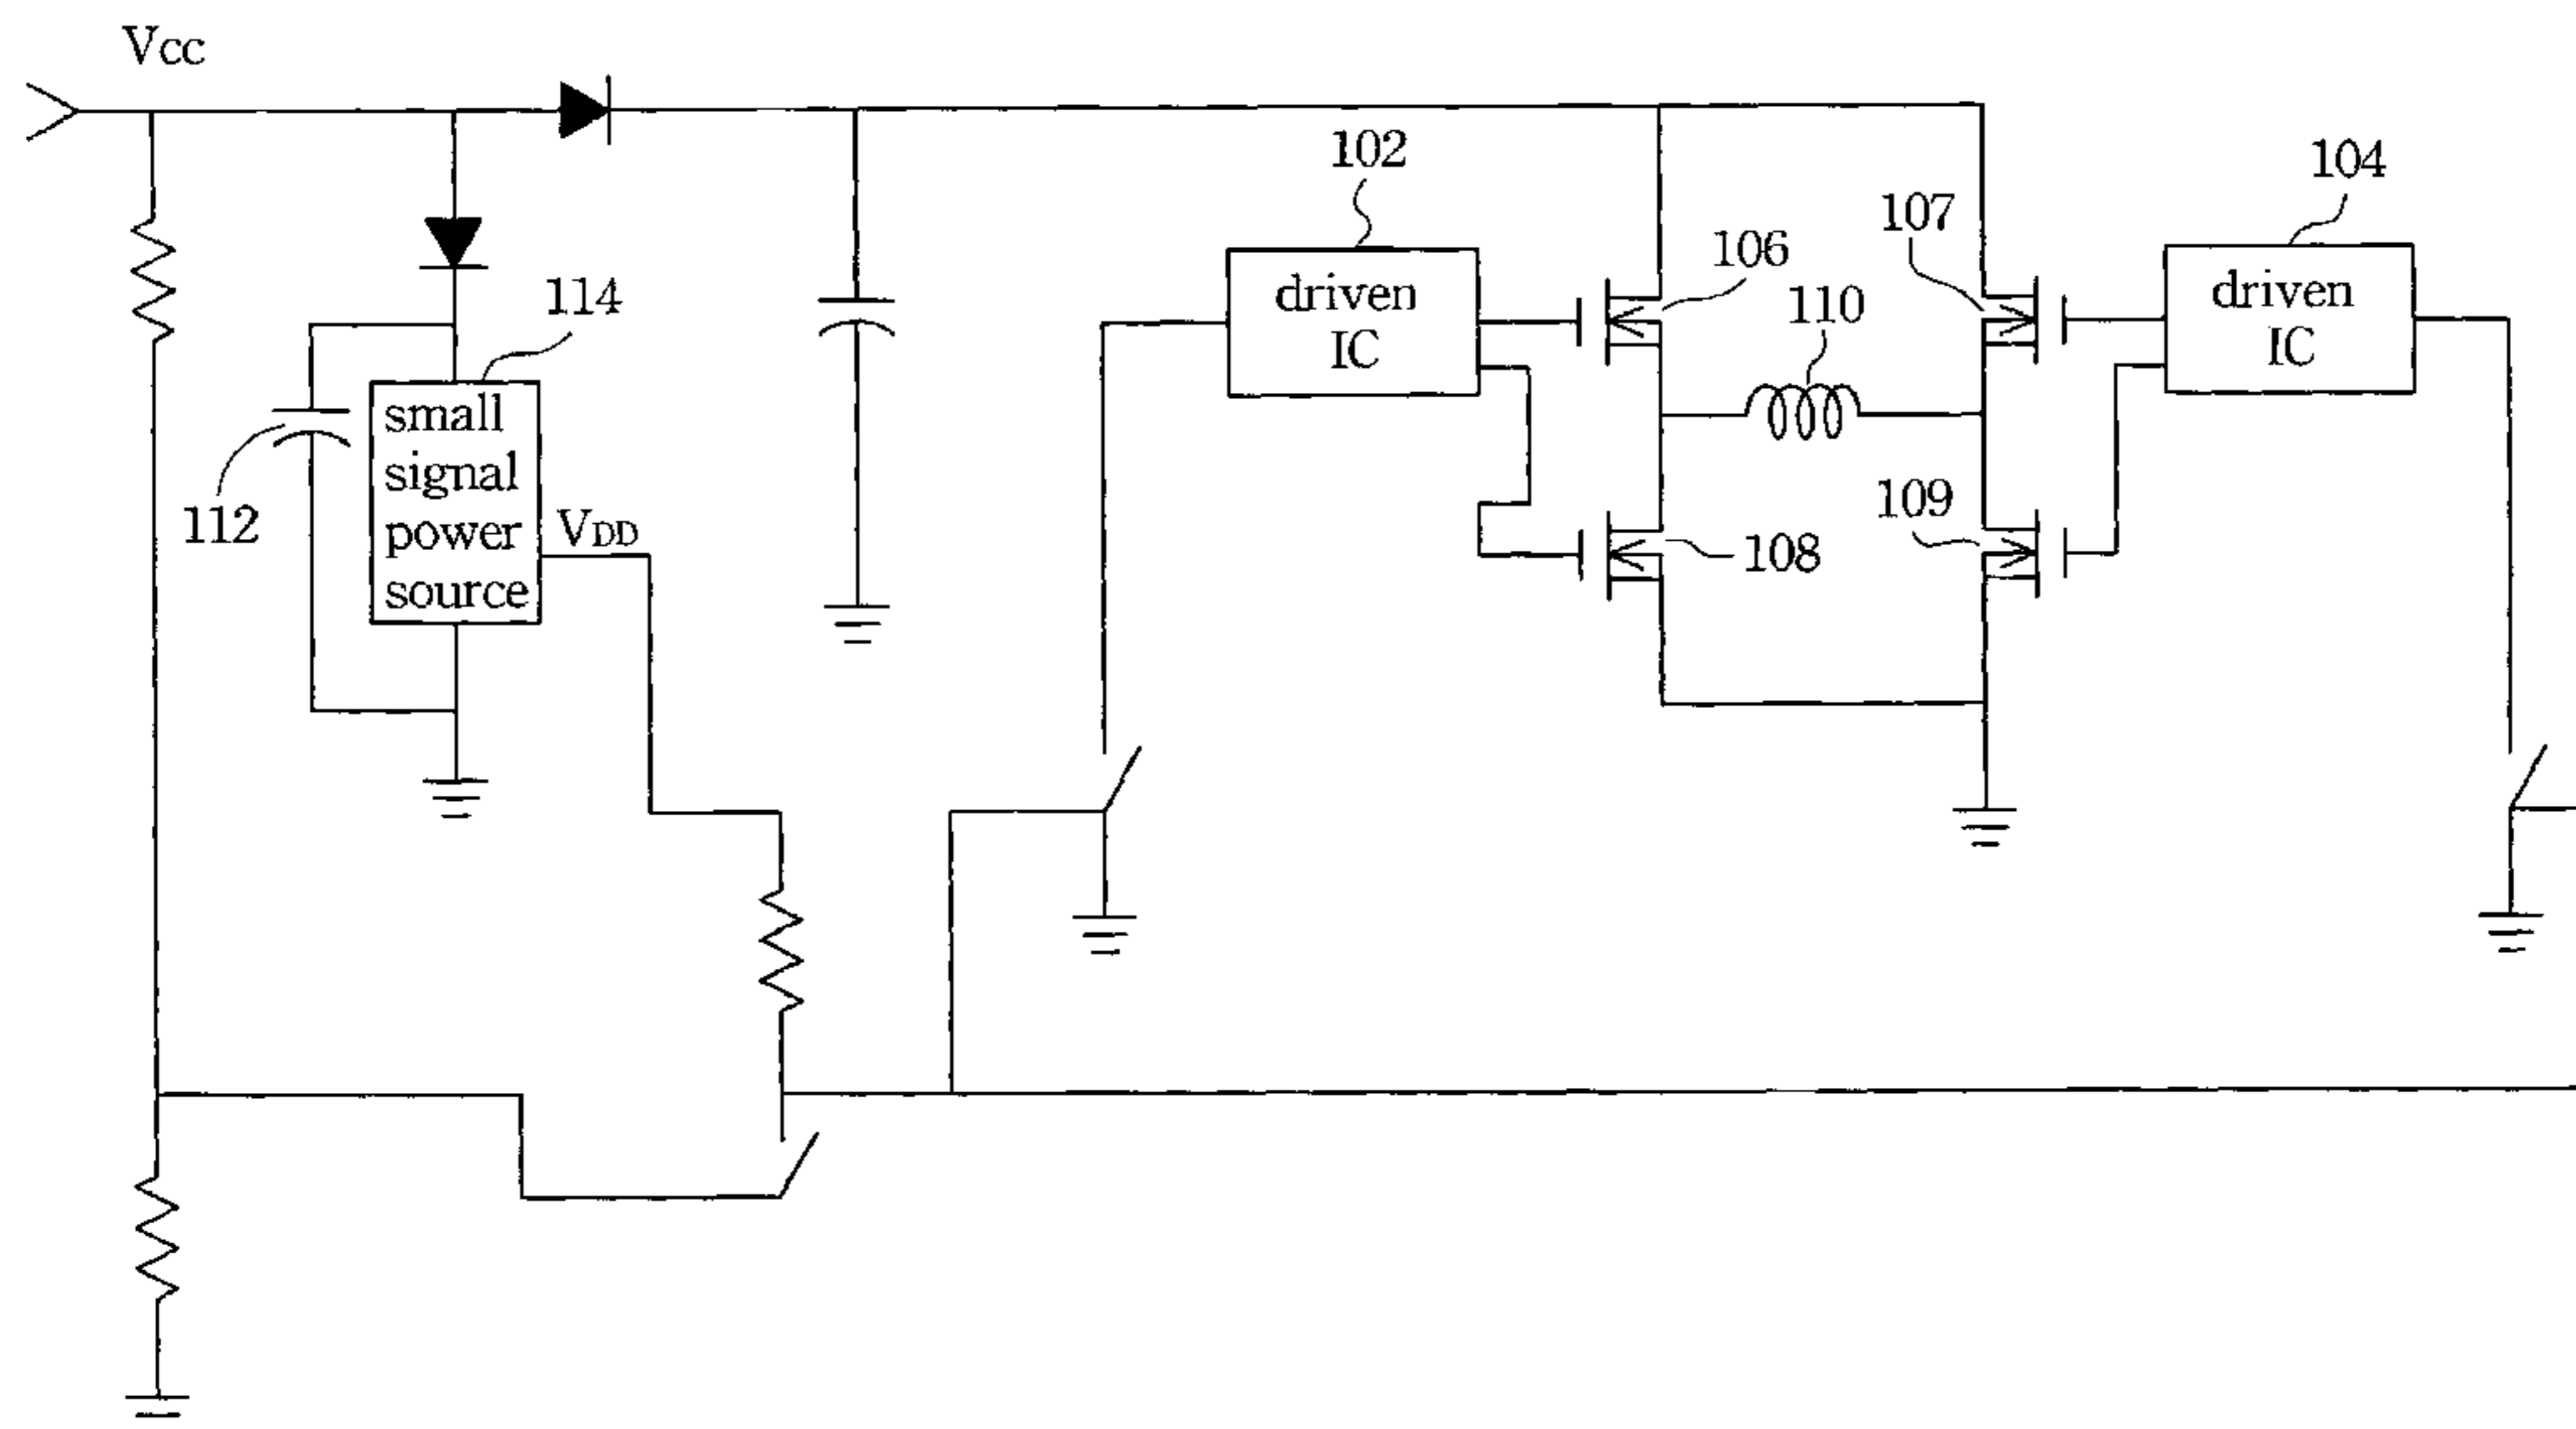 Vcc
102
104
107
106
driven
IC
driven
IC
114
110
small
signal
power
source
112
VDD
109
108